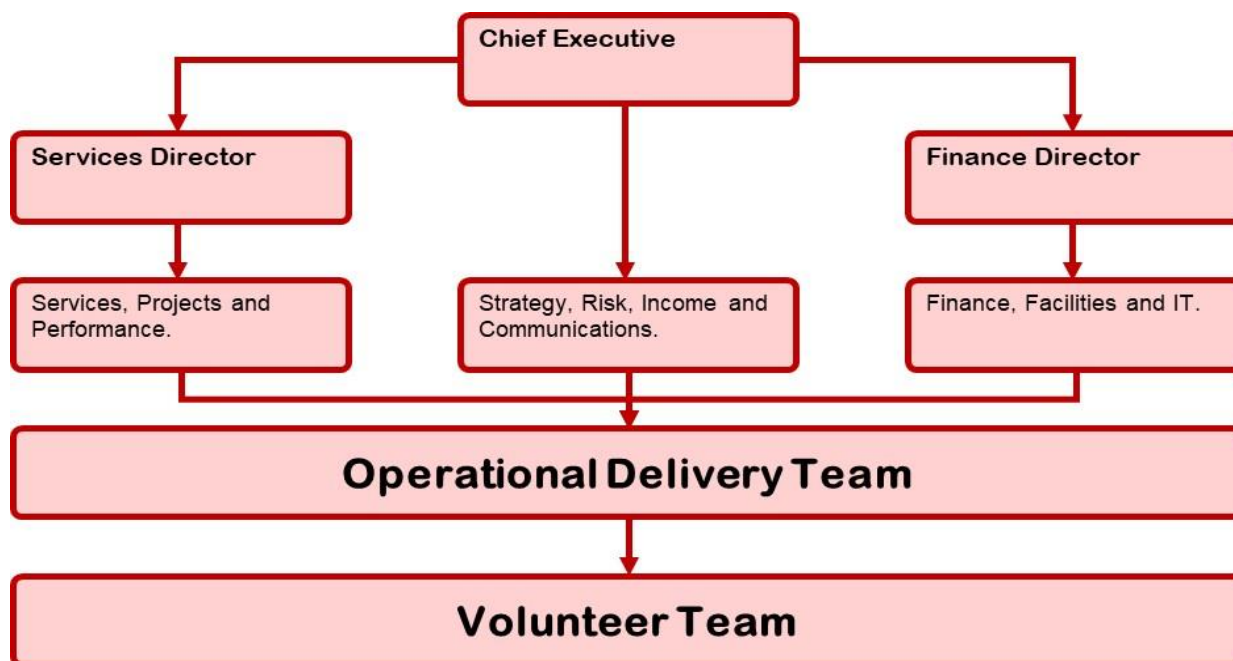 Chief Executive
Services Director
Finance Director
Services, Projects and
Performance.
Strategy, Risk, Income and
Communications.
Finance, Facilities and IT.
Operational Delivery Team
Volunteer Team